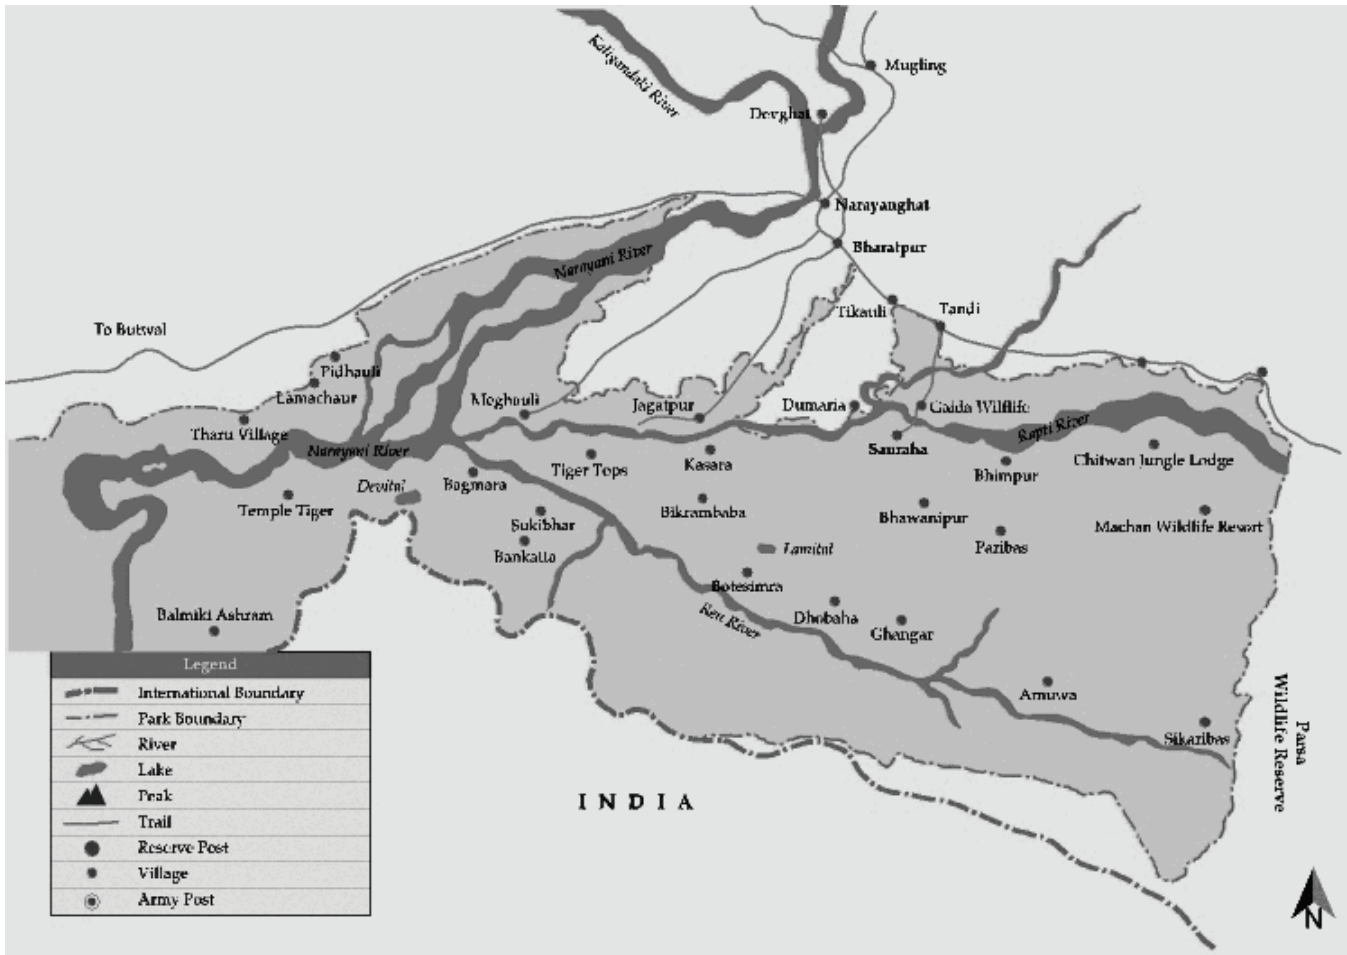 Kaligandaki River
Mugling
Devghat
Narayanghat
Bharatpur
Narayani River
To Butwal
Tikauli
Tandi
Pidhauli
Lamachaur
Meghauli
Jagatpur
Dumaria
Gaida Wildlife
Tharu Village
Narayani River
Rapti River
Sauraha
Devital
Bagmara
Tiger Tops
Kasara
Bhimpur
Chitwan Jungle Lodge
Temple Tiger
Sukibhar
Bikrambaba
Bhawanipur
Machan Wildlife Resort
Bankatta
Lamital
Paribas
Botesimra
Balmiki Ashram
Reu River
Dhobaha
Ghangar
Amuwa
Sikaribas
Parsa
Wildlife Reserve
INDIA
Legend
International Boundary
Park Boundary
River
Lake
Peak
Trail
Reserve Post
Village
Army Post
N